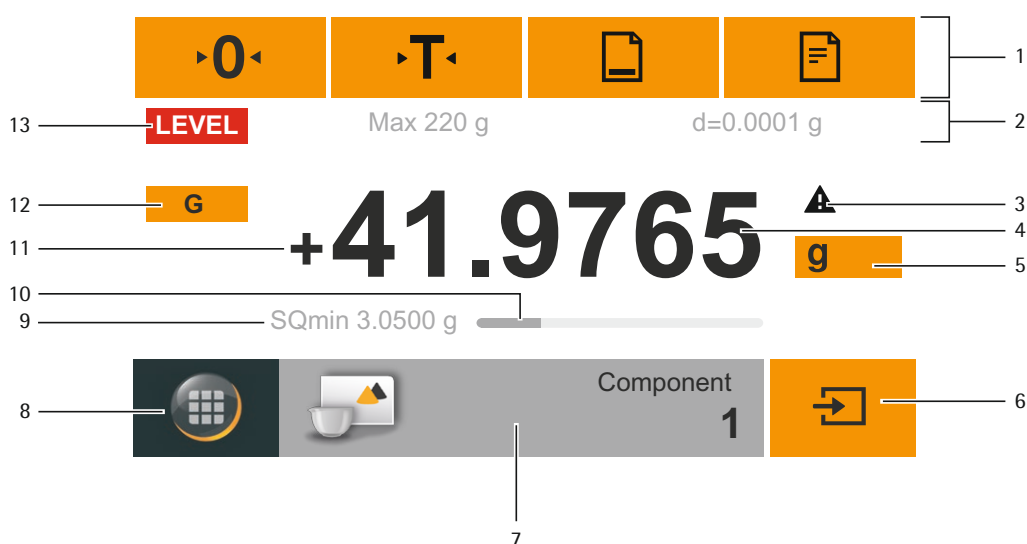 0 T
1
13 LEVEL Max 220 g d=0.0001 g 2
12 G 3
11 +41.9765 4
g 5
10
9 SQmin 3.0500 g
8 Component 6
1
7